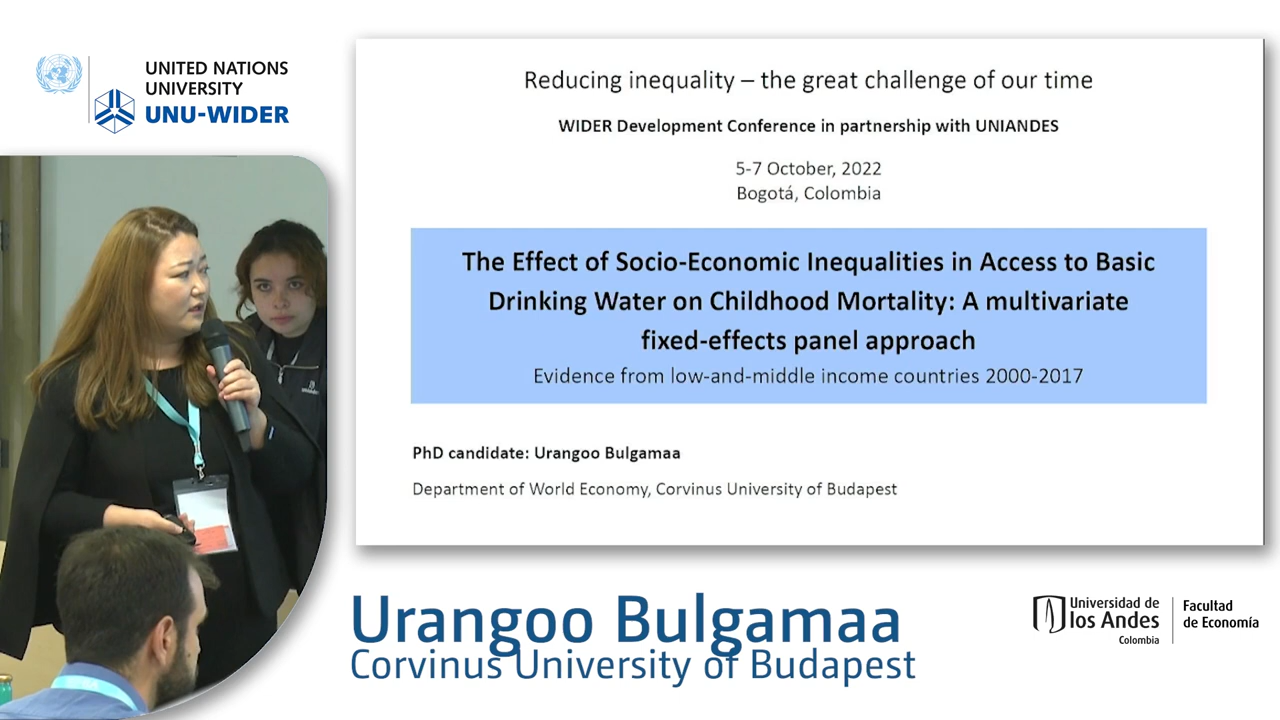 UNITED NATIONS
UNIVERSITY
UNU-WIDER
Reducing inequality – the great challenge of our time
WIDER Development Conference in partnership with UNIANDES
5-7 October, 2022
Bogotá, Colombia
The Effect of Socio-Economic Inequalities in Access to Basic
Drinking Water on Childhood Mortality: A multivariate
fixed-effects panel approach
Evidence from low-and-middle income countries 2000-2017
PhD candidate: Urangoo Bulgamaa
Department of World Economy, Corvinus University of Budapest
Urangoo Bulgamaa
Corvinus University of Budapest
Universidad de
los Andes
Colombia
Facultad
de Economía